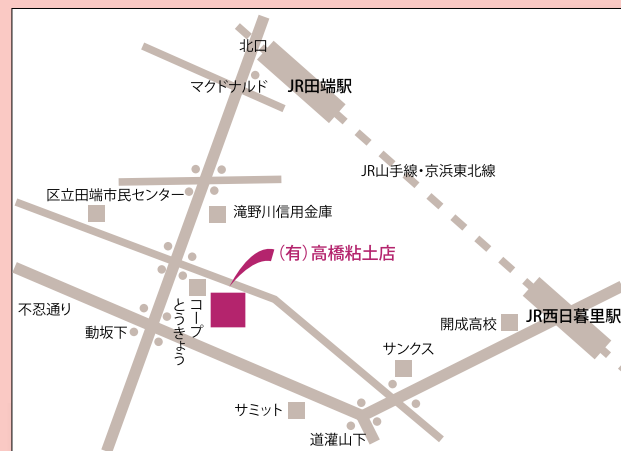 北口
マクドナルド
JR田端駅
JR山手線・京浜東北線
区立田端市民センター
滝野川信用金庫
(有)高橋粘土店
コープ
とうきょう
不忍通り
動坂下
開成高校
JR西日暮里駅
サンクス
サミット
道灌山下